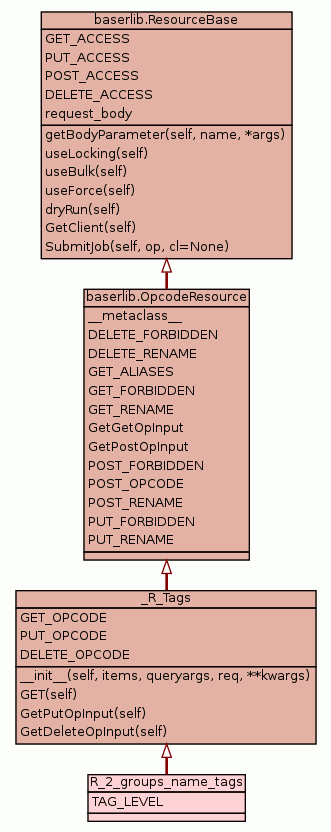 baserlib.ResourceBase
GET_ACCESS
PUT_ACCESS
POST_ACCESS
DELETE_ACCESS
request_body
getBodyParameter(self, name, *args)
useLocking(self)
useBulk(self)
useForce(self)
dryRun(self)
GetClient(self)
SubmitJob(self, op, cl=None)
baserlib.OpcodeResource
__metaclass__
DELETE_FORBIDDEN
DELETE_RENAME
GET_ALIASES
GET_FORBIDDEN
GET_RENAME
GetGetOpInput
GetPostOpInput
POST_FORBIDDEN
POST_OPCODE
POST_RENAME
PUT_FORBIDDEN
PUT_RENAME
_R_Tags
GET_OPCODE
PUT_OPCODE
DELETE_OPCODE
__init__(self, items, queryargs, req, **kwargs)
GET(self)
GetPutOpInput(self)
GetDeleteOpInput(self)
R_2_groups_name_tags
TAG_LEVEL